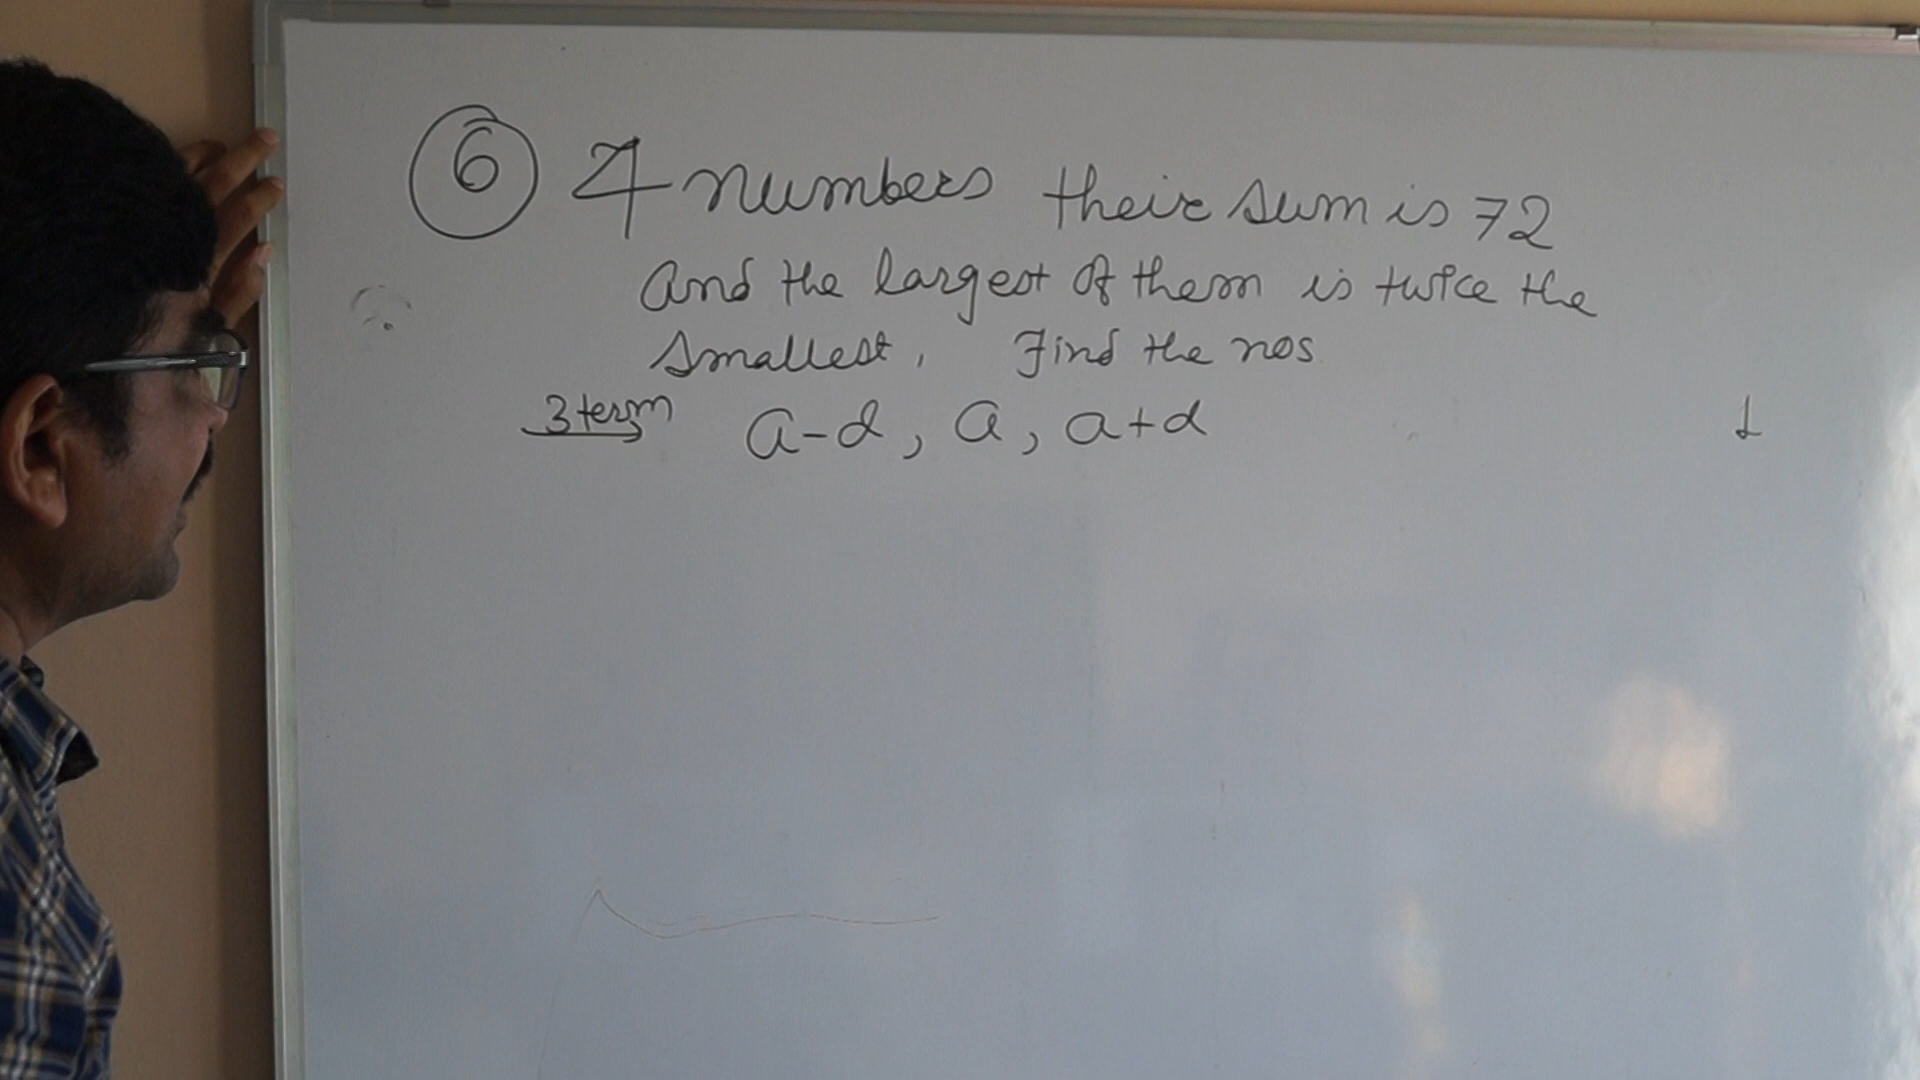 6 4 numbers their sum is 72
and the largest of them is twice the
smallest, Find the nos
3 term a-d, a, a+d